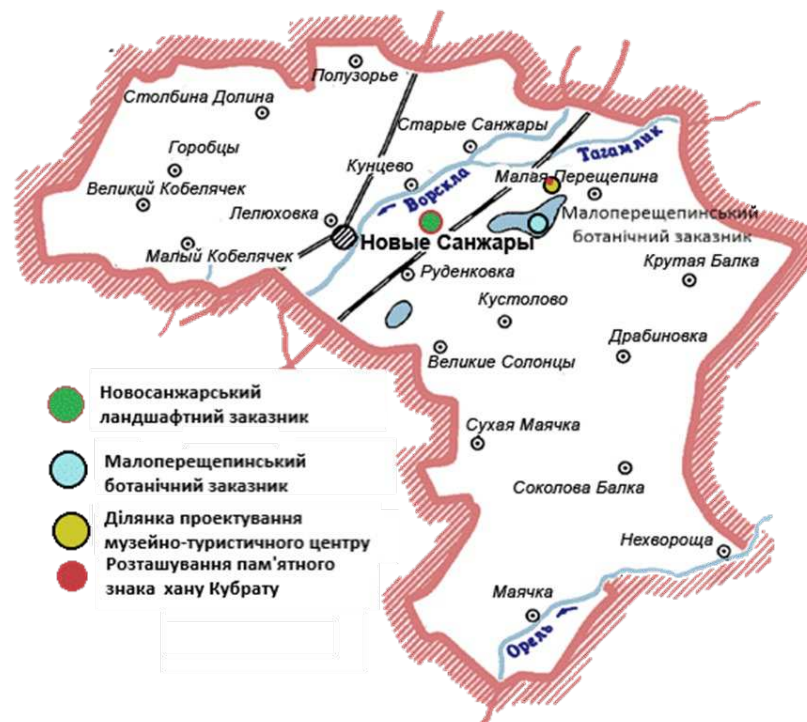 Полузорье
Столбина Долина
Старые Санжары
Тагамлик
Горобцы
Кунцево
Малая Перещепина
Великий Кобелячек
Ворскла
Лелюховка
Малоперещепинський
ботанічний заказник
Новые Санжары
Малый Кобелячек
Крутая Балка
Руденковка
Кустолово
Драбиновка
Великие Солонцы
Новосанжарський
ландшафтний заказник
Сухая Маячка
Малоперещепинський
ботанічний заказник
Соколова Балка
Ділянка проектування
музейно-туристичного центру
Нехвороща
Розташування пам'ятного
знака хану Кубрату
Маячка
Орель